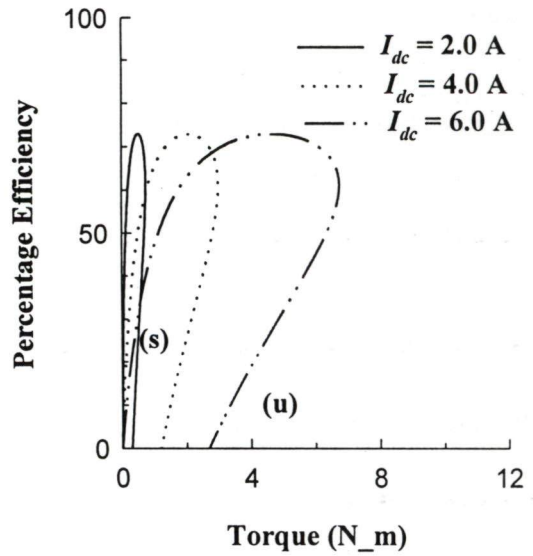 100
I_dc = 2.0 A
I_dc = 4.0 A
I_dc = 6.0 A
Percentage Efficiency
50
(s)
(u)
0
0 4 8 12
Torque (N_m)